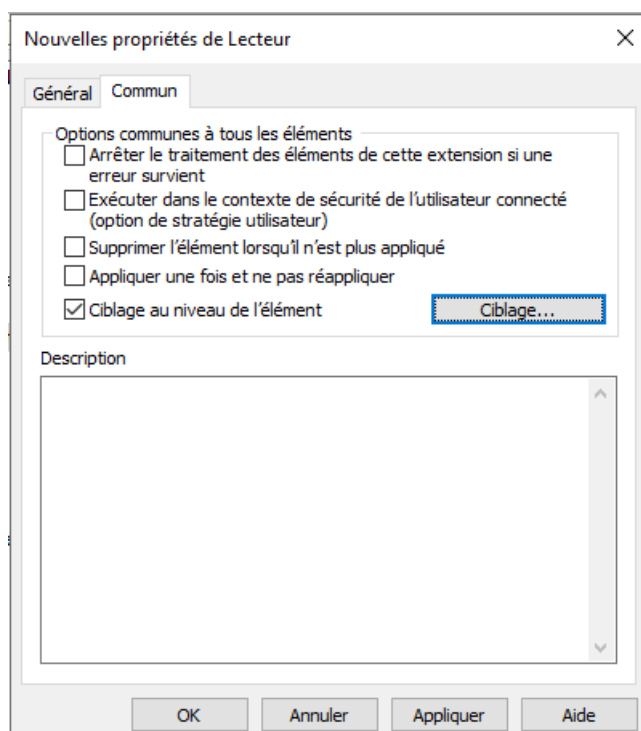 Nouvelles propriétés de Lecteur
Général
Commun
Options communes à tous les éléments
Arrêter le traitement des éléments de cette extension si une
erreur survient
Exécuter dans le contexte de sécurité de l'utilisateur connecté
(option de stratégie utilisateur)
Supprimer l'élément lorsqu'il n'est plus appliqué
Appliquer une fois et ne pas réappliquer
Ciblage au niveau de l'élément
Ciblage...
Description
OK
Annuler
Appliquer
Aide